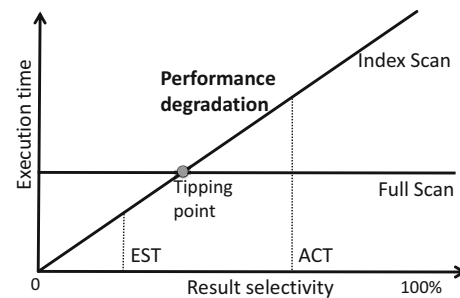 Performance
degradation
Index Scan
Execution time
Tipping
point
Full Scan
EST
ACT
0
Result selectivity
100%